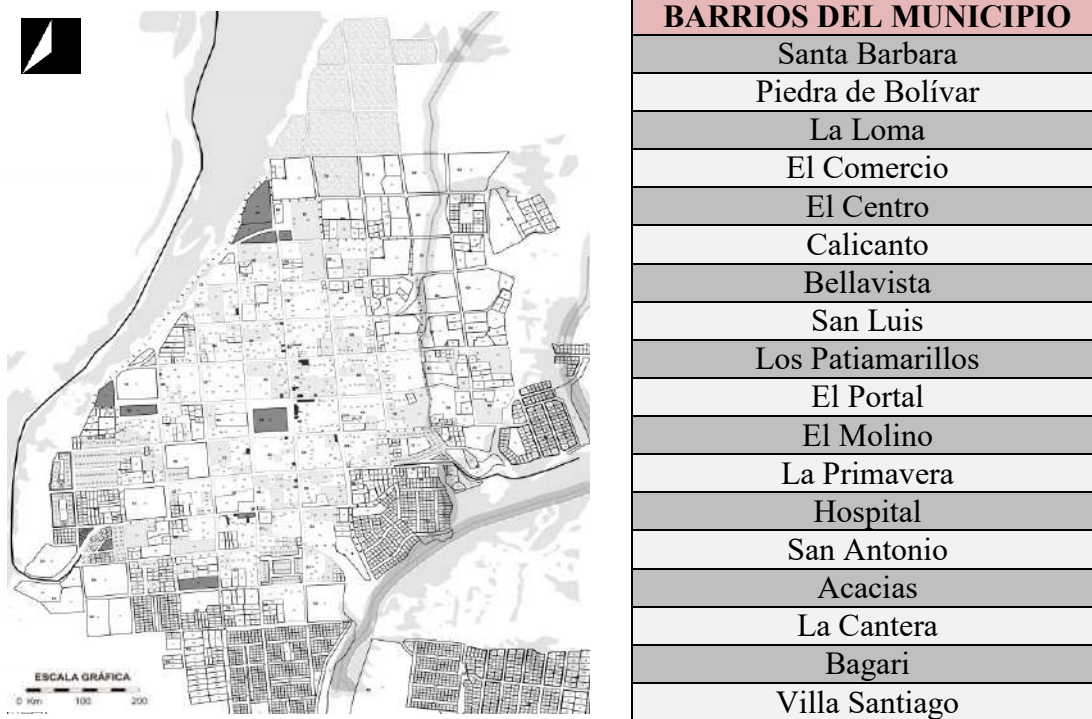 BARRIOS DEL MUNICIPIO
Santa Barbara
Piedra de Bolívar
La Loma
El Comercio
El Centro
Calicanto
Bellavista
San Luis
Los Patiamarillos
El Portal
El Molino
La Primavera
Hospital
San Antonio
Acacias
La Cantera
Bagari
Villa Santiago
ESCALA GRÁFICA
0 Km 100 200